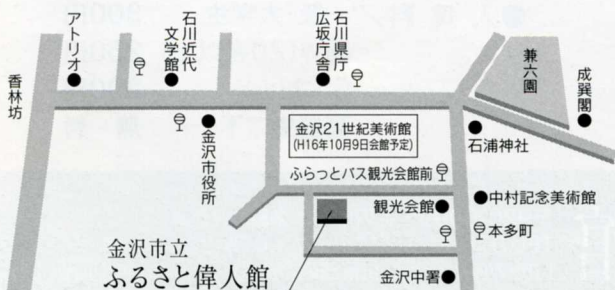 香林坊
アトリオ
石川近代
文学館
金沢市役所
石川県庁
広坂庁舎
兼六園
成巽閣
金沢21世紀美術館
(H16年10月9日会館予定)
石浦神社
ふらっとバス観光会館前
中村記念美術館
観光会館
本多町
金沢市立
ふるさと偉人館
金沢中署